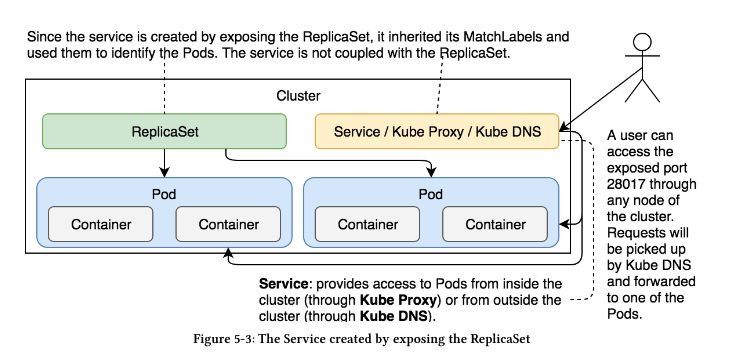 Since the service is created by exposing the ReplicaSet, it inherited its MatchLabels and
used them to identify the Pods. The service is not coupled with the ReplicaSet.
Cluster
ReplicaSet
Service / Kube Proxy / Kube DNS
Pod
Container
Container
Pod
Container
Container
A user can
access the
exposed port
28017 through
any node of
the cluster.
Requests will
be picked up
by Kube DNS
and forwarded
to one of the
Pods.
Service: provides access to Pods from inside the
cluster (through Kube Proxy) or from outside the
cluster (through Kube DNS).
Figure 5-3: The Service created by exposing the ReplicaSet